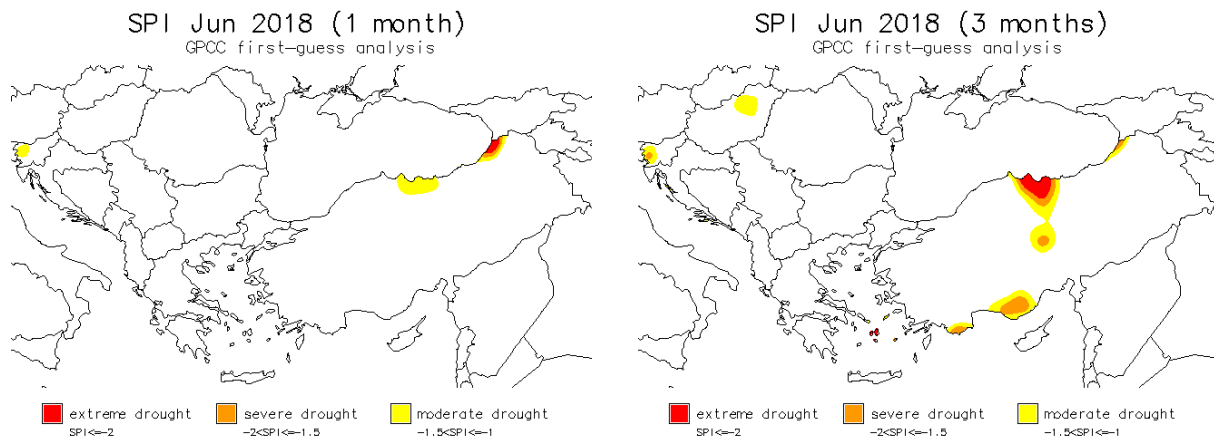 SPI Jun 2018 (1 month)
GPCC first-guess analysis
extreme drought
SPI<=-2
severe drought
-2<SPI<=-1.5
moderate drought
-1.5<SPI<=-1
SPI Jun 2018 (3 months)
GPCC first-guess analysis
extreme drought
SPI<=-2
severe drought
-2<SPI<=-1.5
moderate drought
-1.5<SPI<=-1